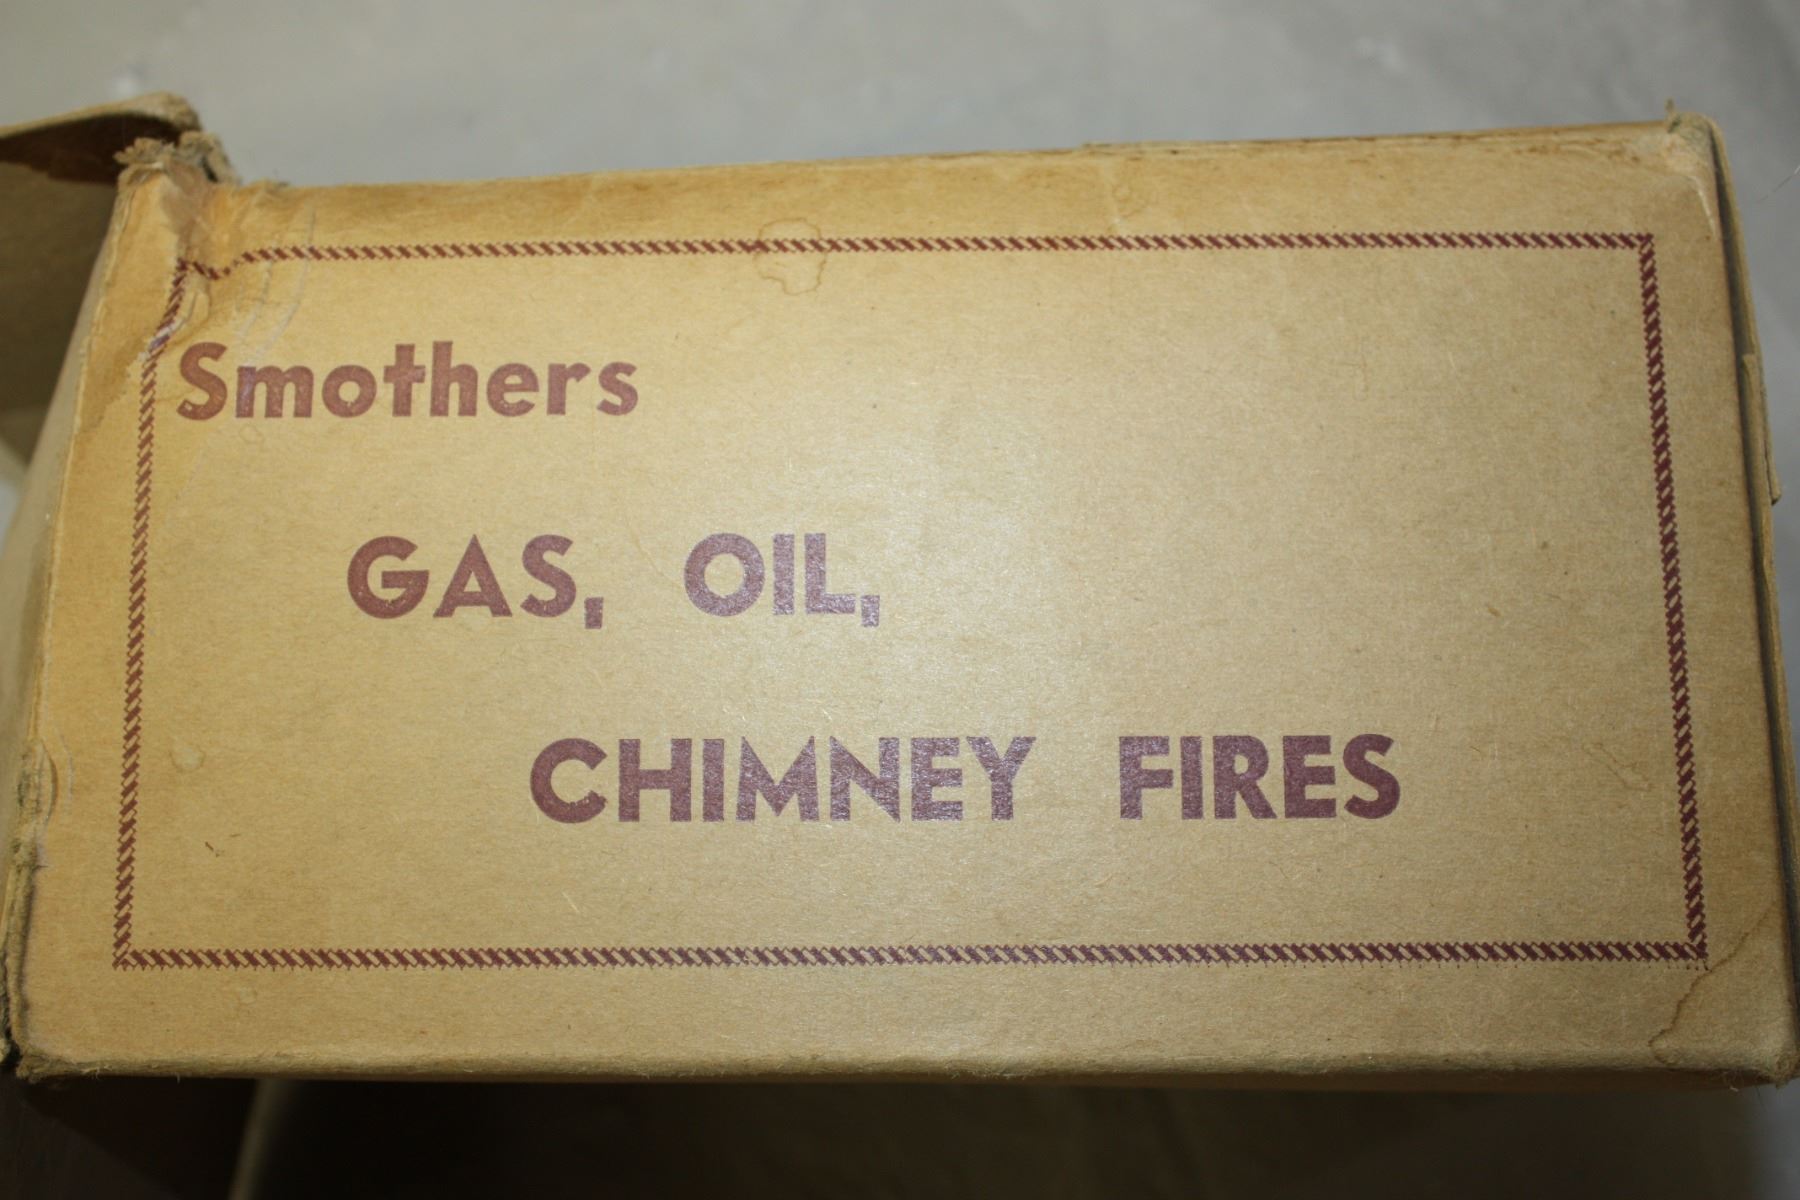 Smothers
GAS, OIL,
CHIMNEY FIRES